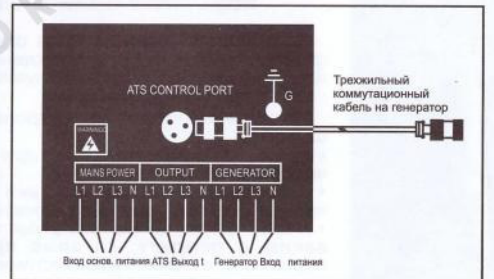 ATS CONTROL PORT
G
Трехжильный
коммутационный
кабель на генератор
WARNING
MAINS POWER OUTPUT GENERATOR
L1 L2 L3 N L1 L2 L3 N L1 L2 L3 N
Вход основ. питания ATS Выход t Генератор Вход питания